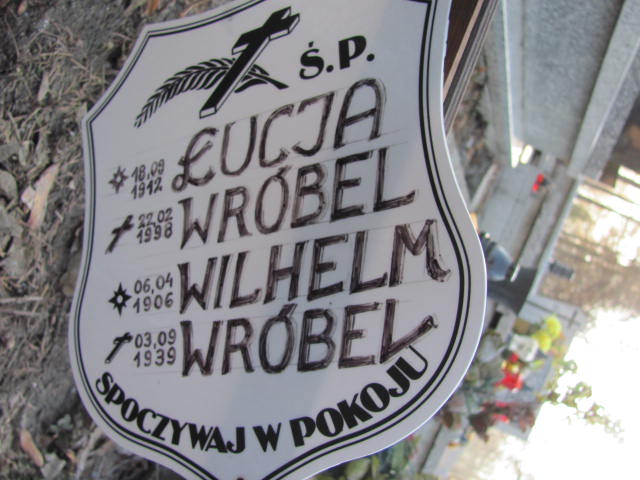 Ś.P.
18.09 1912 ŁUCJA
22.02 1998 WRÓBEL
06.04 1906 WILHELM
03.09 1939 WRÓBEL
SPOCZYWAJ W POKOJU